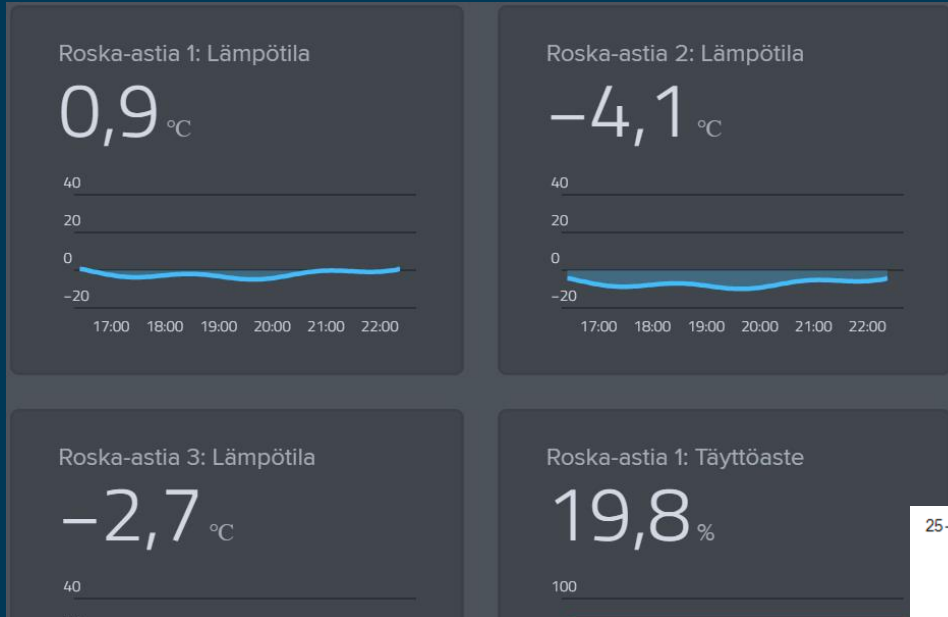 Roska-astia 1: Lämpötila
0,9 °C
40
20
0
−20
17:00 18:00 19:00 20:00 21:00 22:00
Roska-astia 2: Lämpötila
−4,1 °C
40
20
0
−20
17:00 18:00 19:00 20:00 21:00 22:00
Roska-astia 3: Lämpötila
−2,7 °C
40
Roska-astia 1: Täyttöaste
19,8 %
100
25-